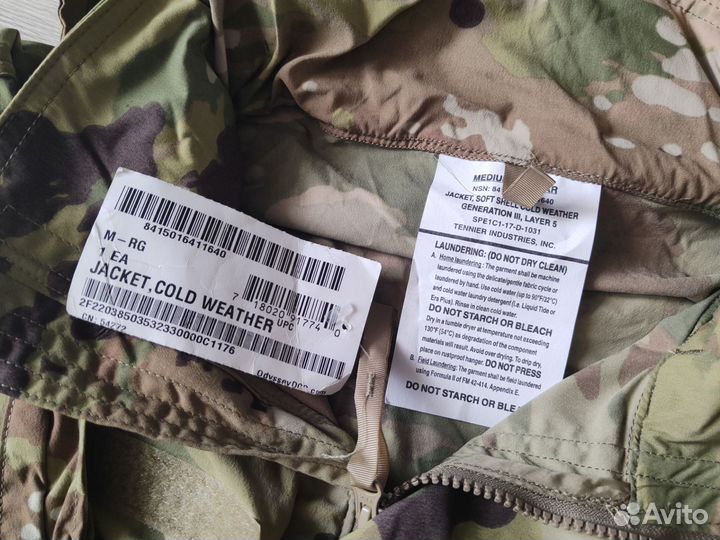 8415016411640
M-RG
1 EA
JACKET,COLD WEATHER
7 18020 91774 0
UPC
2F22038503532330000C1176
CN: 54272
MEDIUM
NSN: 84 640
JACKET, SOFT SHELL COLD WEATHER
GENERATION III, LAYER 5
SPE1C1-17-D-1031
TENNIER INDUSTRIES, INC.
LAUNDERING: (DO NOT DRY CLEAN)
A. Home laundering: The garment shall be machine
laundered using the delicate/gentle fabric cycle or
laundered by hand. Use cold water (up to 90°F/32°C) and
cold water laundry detergent (i.e. Liquid Tide or
Era Plus). Rinse in clean cold water.
DO NOT STARCH OR BLEACH
Dry in a tumble dryer at temperature not exceeding
130°F (54°C) as degradation of the component
materials will result. Avoid over drying. To drip dry,
place on rustproof hanger. DO NOT PRESS
B. Field Laundering: The garment shall be field laundered
using Formula II of FM 42-414, Appendix E.
DO NOT STARCH OR BLEACH
Avito